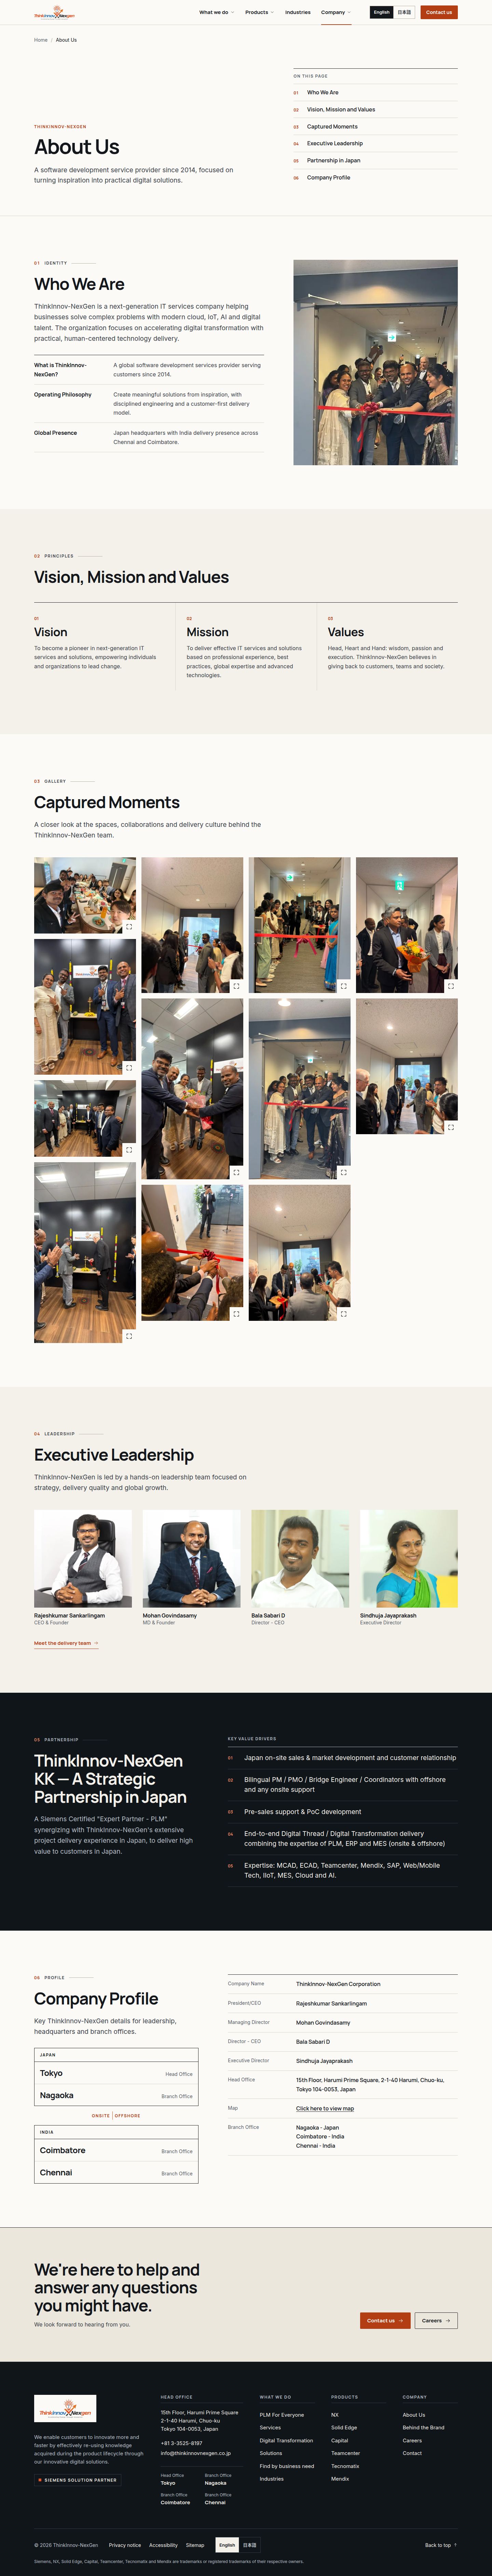 ThinkInnovXNexgen
What we do
Products
Industries
Company
English
日本語
Contact us
Home / About Us
THINKINNOV-NEXGEN
About Us
A software development service provider since 2014, focused on
turning inspiration into practical digital solutions.
ON THIS PAGE
01 Who We Are
02 Vision, Mission and Values
03 Captured Moments
04 Executive Leadership
05 Partnership in Japan
06 Company Profile
01 IDENTITY
Who We Are
ThinkInnov-NexGen is a next-generation IT services company helping
businesses solve complex problems with modern cloud, IoT, AI and digital
talent. The organization focuses on accelerating digital transformation with
practical, human-centered technology delivery.
What is ThinkInnov-
NexGen?
A global software development services provider serving
customers since 2014.
Operating Philosophy
Create meaningful solutions from inspiration, with
disciplined engineering and a customer-first delivery
model.
Global Presence
Japan headquarters with India delivery presence across
Chennai and Coimbatore.
02 PRINCIPLES
Vision, Mission and Values
01
Vision
To become a pioneer in next-generation IT
services and solutions, empowering individuals
and organizations to lead change.
02
Mission
To deliver effective IT services and solutions
based on professional experience, best
practices, global expertise and advanced
technologies.
03
Values
Head, Heart and Hand: wisdom, passion and
execution. ThinkInnov-NexGen believes in
giving back to customers, teams and society.
03 GALLERY
Captured Moments
A closer look at the spaces, collaborations and delivery culture behind the
ThinkInnov-NexGen team.
04 LEADERSHIP
Executive Leadership
ThinkInnov-NexGen is led by a hands-on leadership team focused on
strategy, delivery quality and global growth.
Rajeshkumar Sankarlingam
CEO & Founder
Mohan Govindasamy
MD & Founder
Bala Sabari D
Director - CEO
Sindhuja Jayaprakash
Executive Director
Meet the delivery team
05 PARTNERSHIP
ThinkInnov-NexGen
KK — A Strategic
Partnership in Japan
A Siemens Certified "Expert Partner - PLM"
synergizing with ThinkInnov-NexGen's extensive
project delivery experience in Japan, to deliver high
value to customers in Japan.
KEY VALUE DRIVERS
01 Japan on-site sales & market development and customer relationship
02 Bilingual PM / PMO / Bridge Engineer / Coordinators with offshore
and any onsite support
03 Pre-sales support & PoC development
04 End-to-end Digital Thread / Digital Transformation delivery
combining the expertise of PLM, ERP and MES (onsite & offshore)
05 Expertise: MCAD, ECAD, Teamcenter, Mendix, SAP, Web/Mobile
Tech, IIoT, MES, Cloud and AI.
06 PROFILE
Company Profile
Key ThinkInnov-NexGen details for leadership,
headquarters and branch offices.
JAPAN
Tokyo Head Office
Nagaoka Branch Office
ONSITE OFFSHORE
INDIA
Coimbatore Branch Office
Chennai Branch Office
Company Name ThinkInnov-NexGen Corporation
President/CEO Rajeshkumar Sankarlingam
Managing Director Mohan Govindasamy
Director - CEO Bala Sabari D
Executive Director Sindhuja Jayaprakash
Head Office 15th Floor, Harumi Prime Square, 2-1-40 Harumi, Chuo-ku,
Tokyo 104-0053, Japan
Map Click here to view map
Branch Office Nagaoka - Japan
Coimbatore - India
Chennai - India
We're here to help and
answer any questions
you might have.
We look forward to hearing from you.
Contact us
Careers
ThinkInnovXNexgen
We enable customers to innovate more and
faster by effectively re-using knowledge
acquired during the product lifecycle through
our innovative digital solutions.
SIEMENS SOLUTION PARTNER
HEAD OFFICE
15th Floor, Harumi Prime Square
2-1-40 Harumi, Chuo-ku
Tokyo 104-0053, Japan
+81 3-3525-8197
info@thinkinnovnexgen.co.jp
Head Office
Tokyo
Branch Office
Nagaoka
Branch Office
Coimbatore
Branch Office
Chennai
WHAT WE DO
PLM For Everyone
Services
Digital Transformation
Solutions
Find by business need
Industries
PRODUCTS
NX
Solid Edge
Capital
Teamcenter
Tecnomatix
Mendix
COMPANY
About Us
Behind the Brand
Careers
Contact
© 2026 ThinkInnov-NexGen
Privacy notice
Accessibility
Sitemap
English
日本語
Back to top
Siemens, NX, Solid Edge, Capital, Teamcenter, Tecnomatix and Mendix are trademarks or registered trademarks of their respective owners.